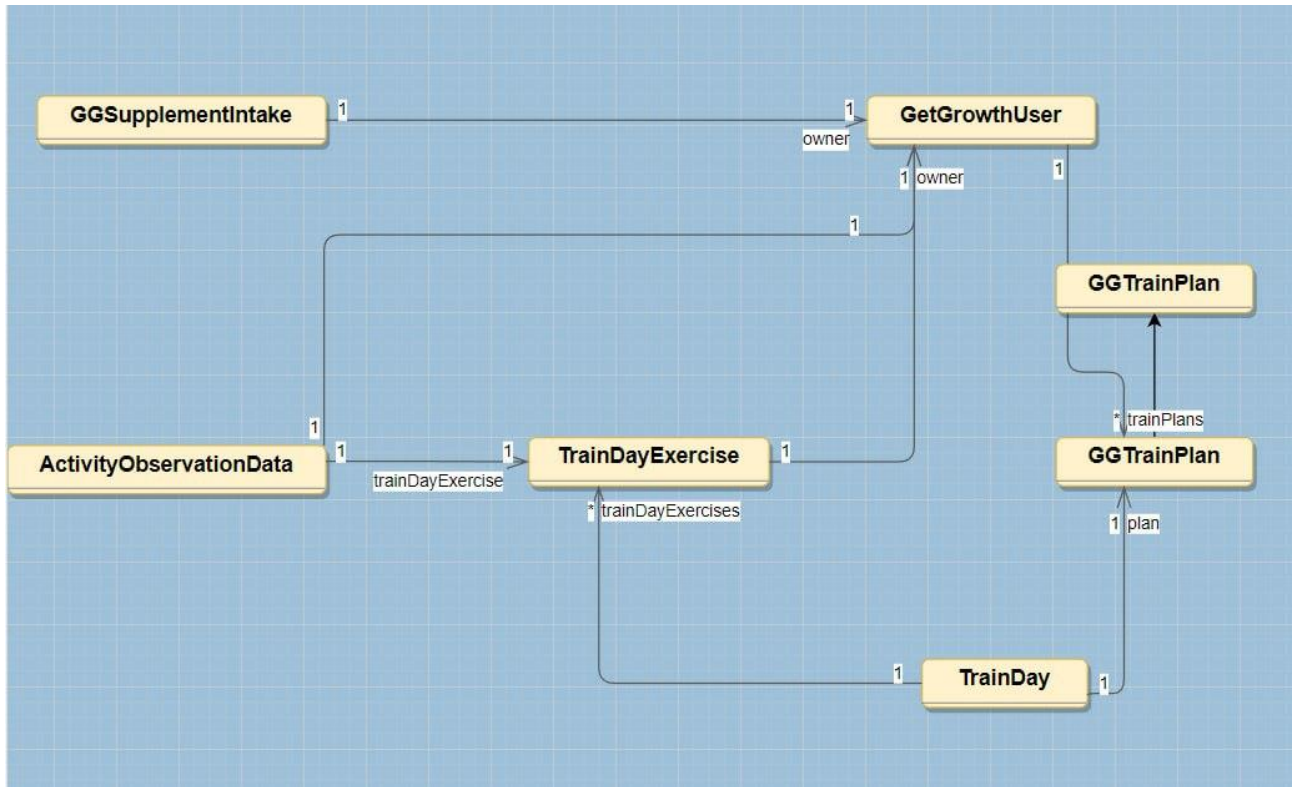 GGSupplementIntake
1
1
owner
GetGrowthUser
1 owner
1
1
GGTrainPlan
1
ActivityObservationData
1
1
trainDayExercise
TrainDayExercise
1
* trainDayExercises
* trainPlans
GGTrainPlan
1 plan
1
TrainDay
1